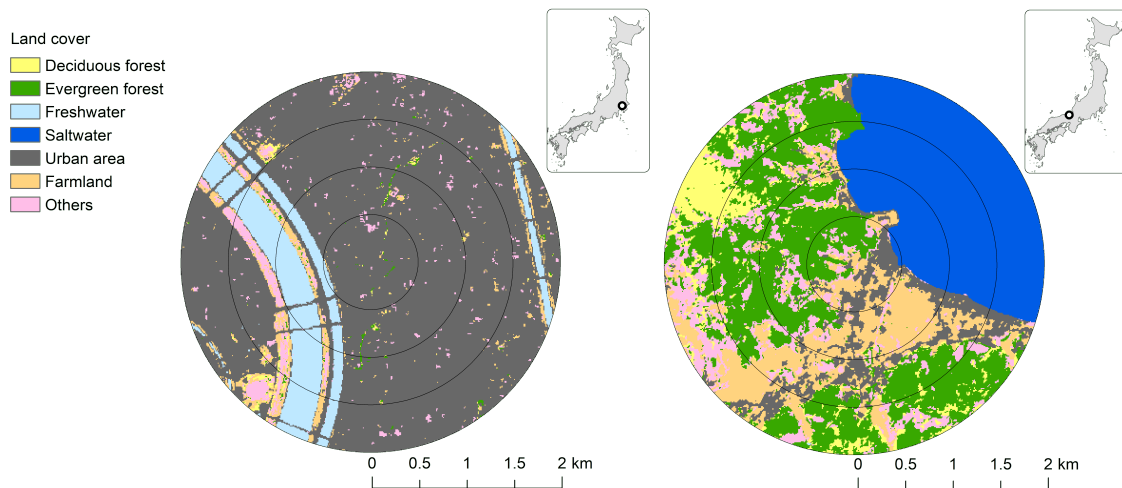 Land cover
Deciduous forest
Evergreen forest
Freshwater
Saltwater
Urban area
Farmland
Others
0 0.5 1 1.5 2 km
0 0.5 1 1.5 2 km